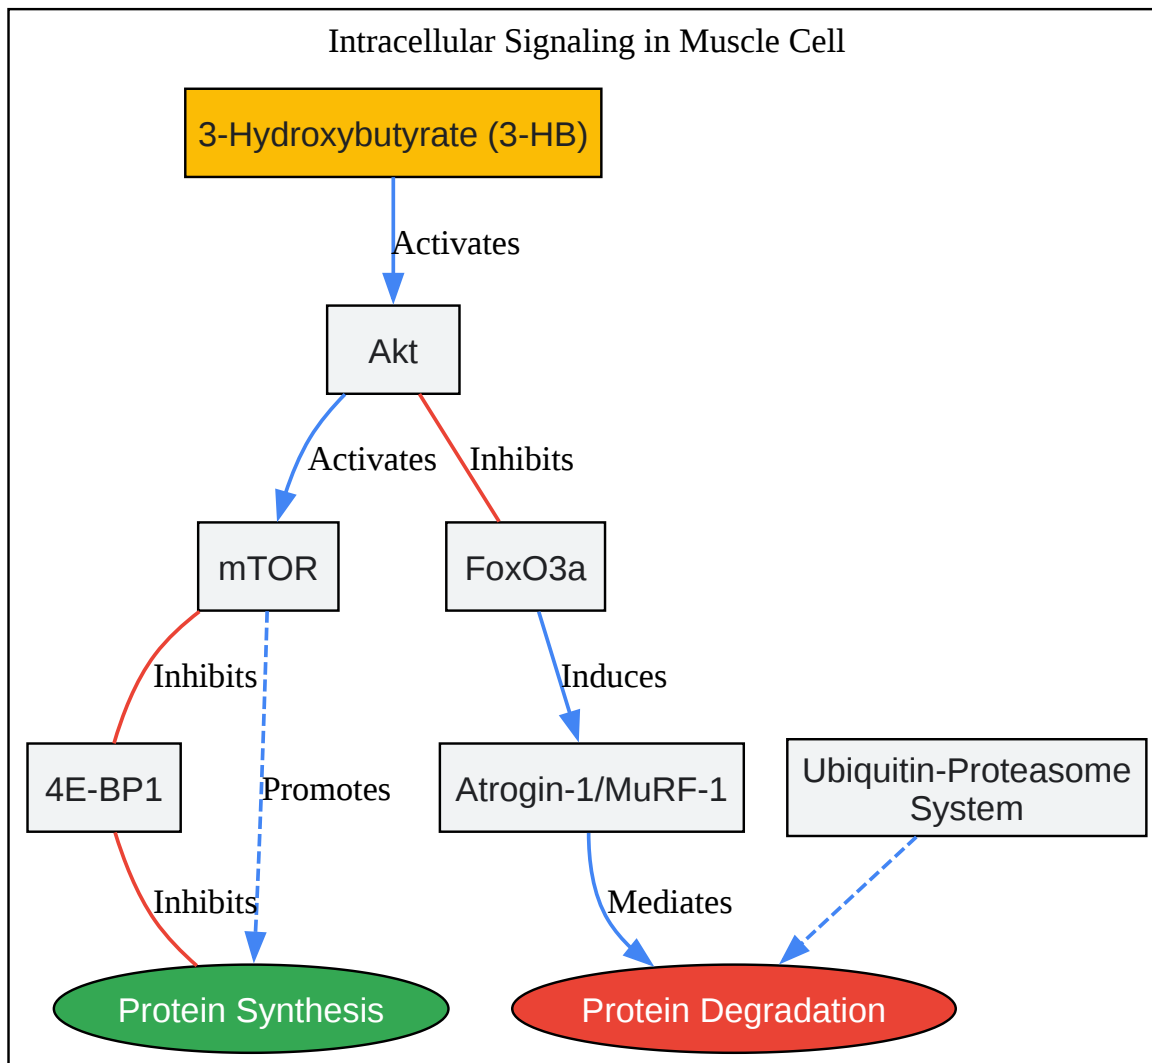 Intracellular Signaling in Muscle Cell
3-Hydroxybutyrate (3-HB)
Activates
Akt
Activates
Inhibits
mTOR
FoxO3a
Inhibits
Induces
4E-BP1
Promotes
Atrogin-1/MuRF-1
Ubiquitin-Proteasome
System
Inhibits
Mediates
Protein Synthesis
Protein Degradation